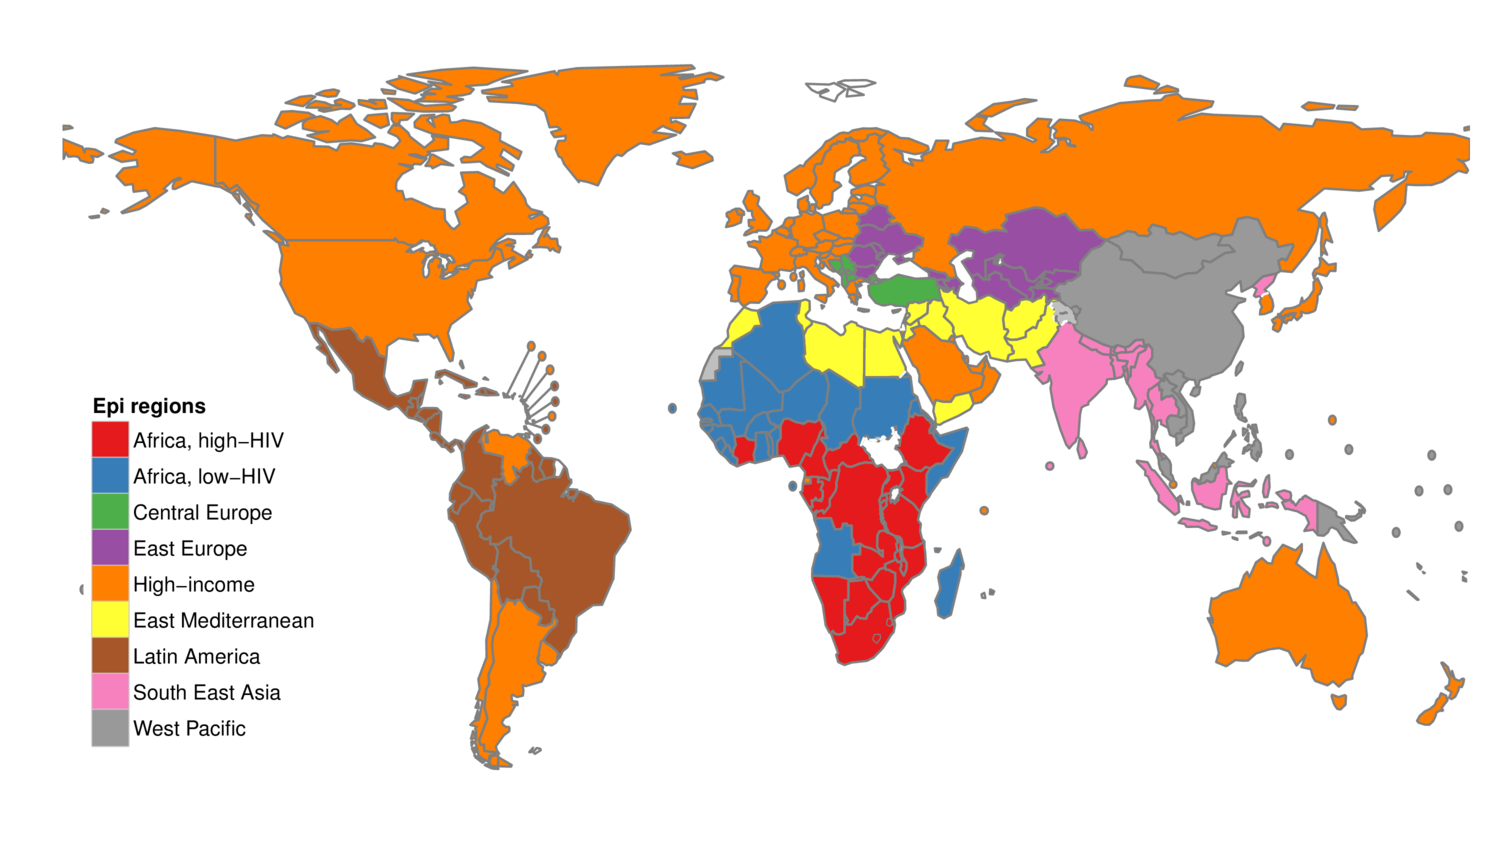 Epi regions
Africa, high−HIV
Africa, low−HIV
Central Europe
East Europe
High−income
East Mediterranean
Latin America
South East Asia
West Pacific